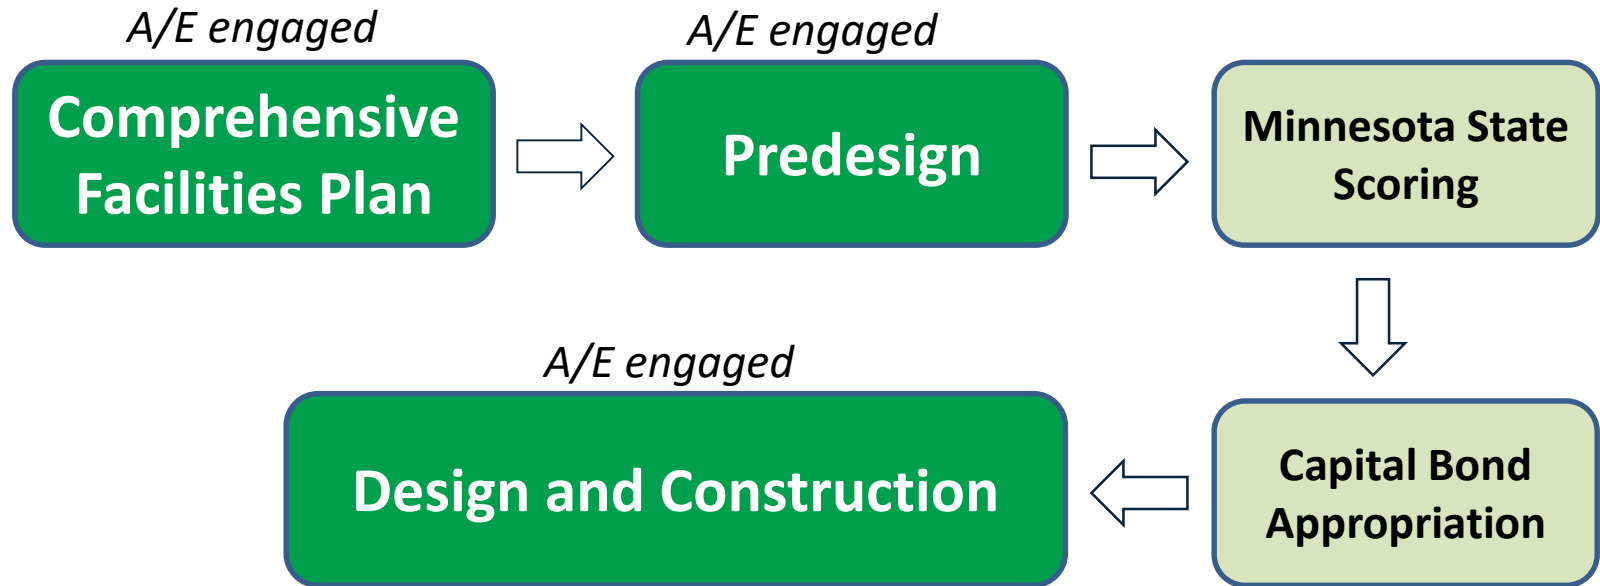 A/E engaged
Comprehensive
Facilities Plan
A/E engaged
Predesign
Minnesota State
Scoring
Capital Bond
Appropriation
A/E engaged
Design and Construction